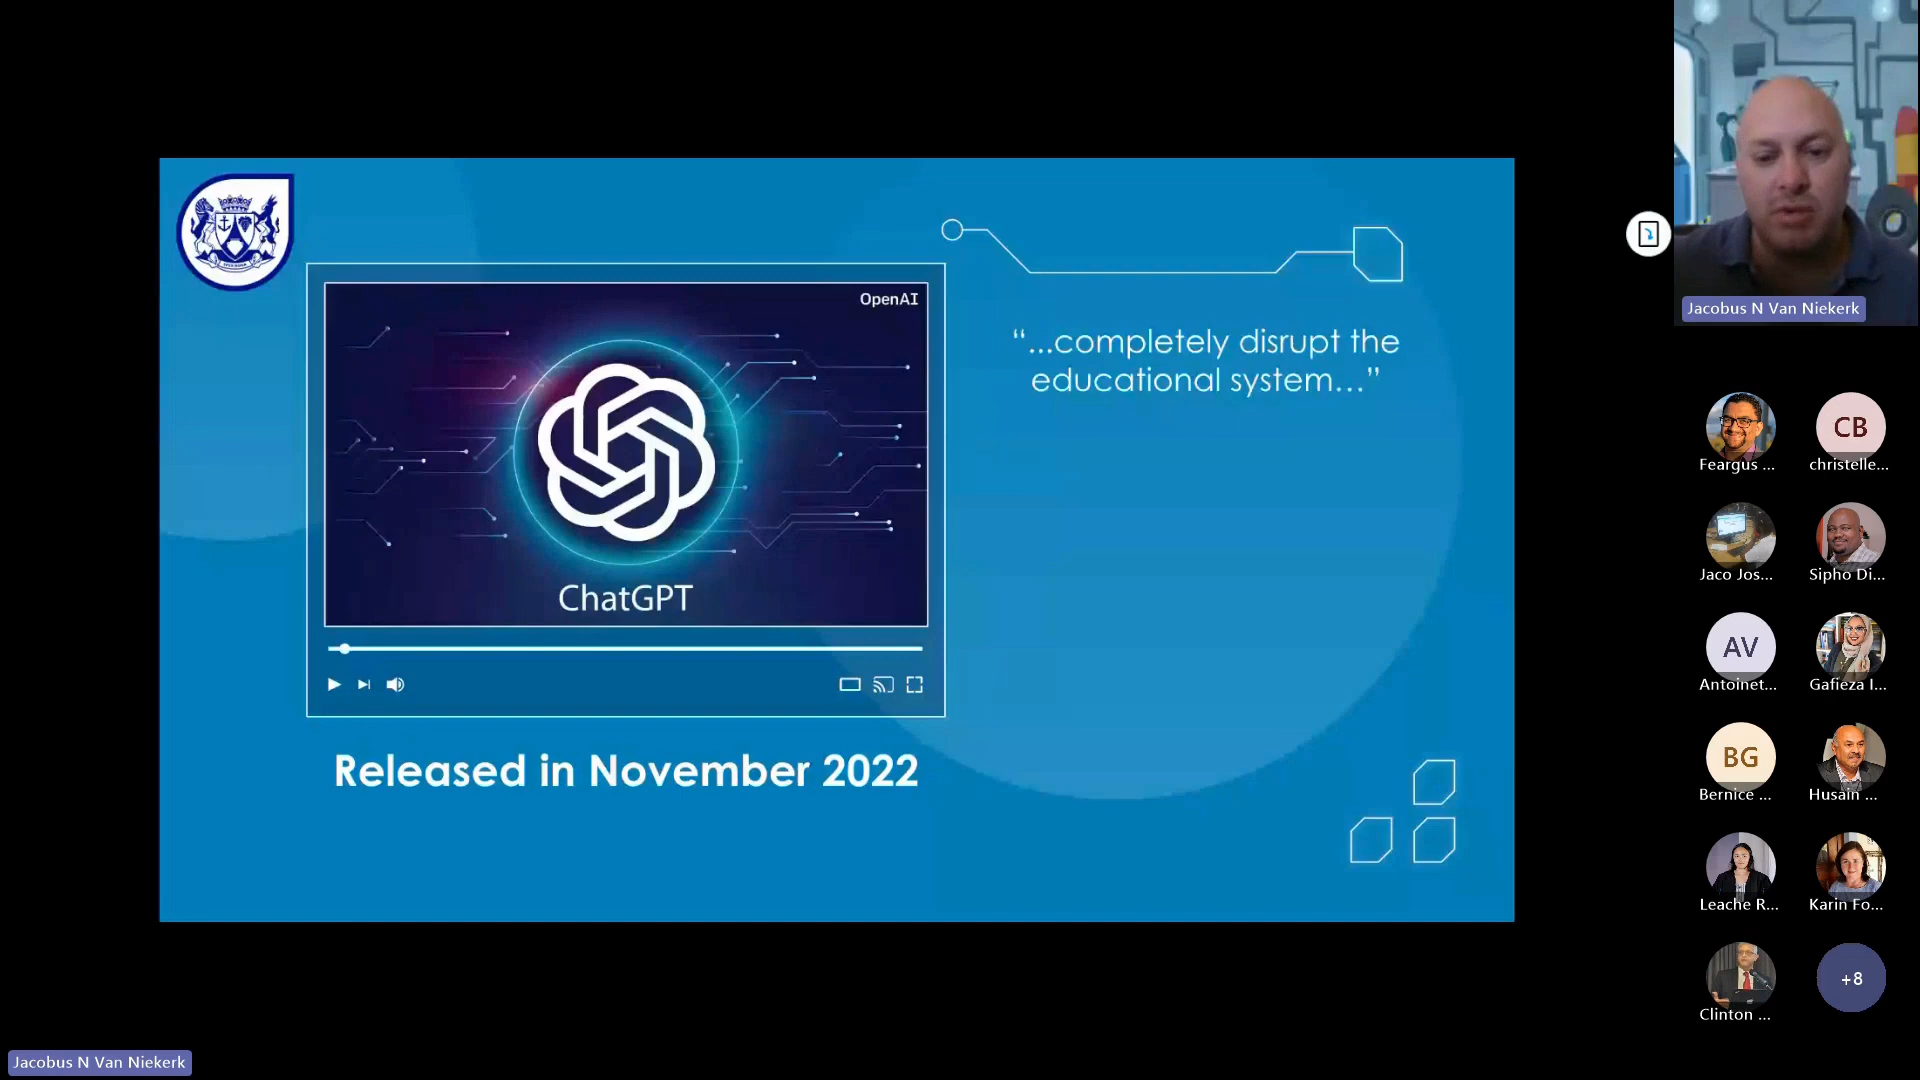 OpenAI
ChatGPT
Released in November 2022
“...completely disrupt the
educational system...”
Jacobus N Van Niekerk
Feargus ...
CB
christelle...
Jaco Jos...
Sipho Di...
AV
Antoinet...
Gafieza I...
BG
Bernice ...
Husain ...
Leache R...
Karin Fo...
Clinton ...
+8
Jacobus N Van Niekerk